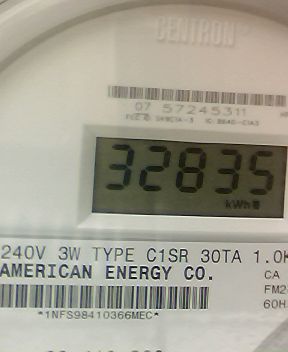 CENTRON
07 57245311
32835
kWh
240V 3W TYPE C1SR 30TA 1.0K
AMERICAN ENERGY CO.
CA
FM2
60H
*1NFS98410366MEC*